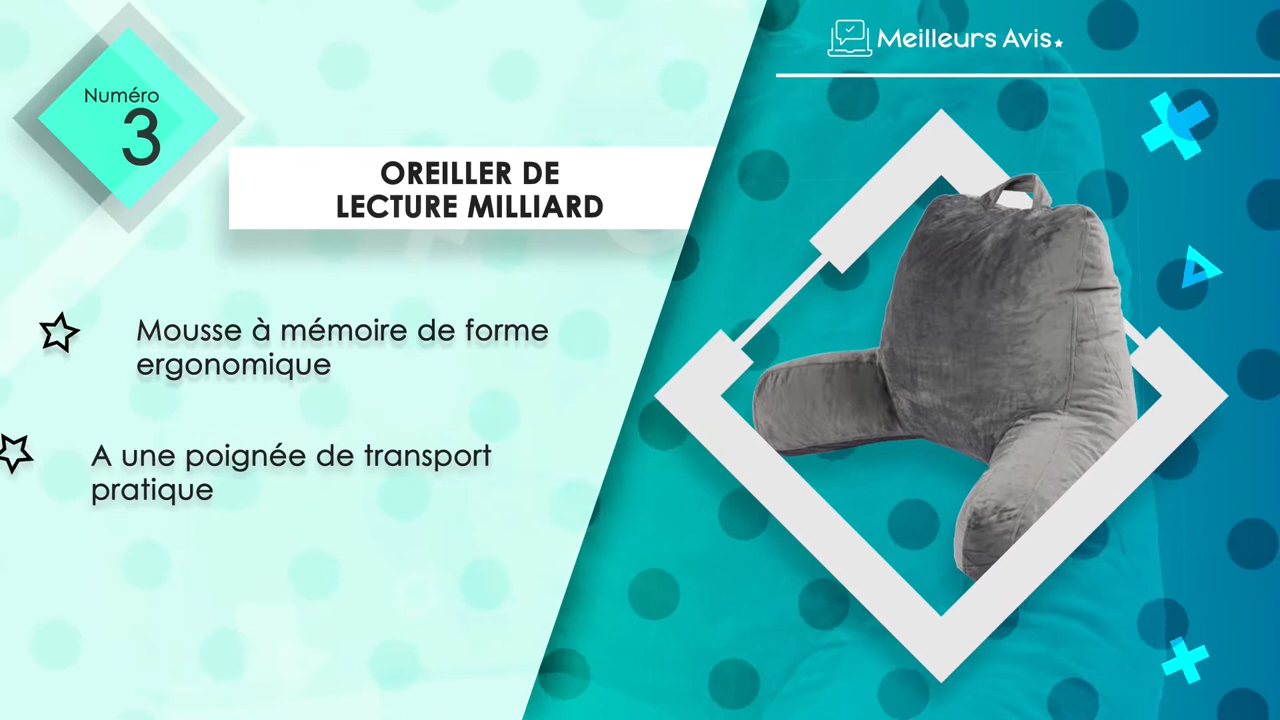 Numéro
3
Meilleurs Avis
OREILLER DE
LECTURE MILLIARD
Mousse à mémoire de forme
ergonomique
A une poignée de transport
pratique